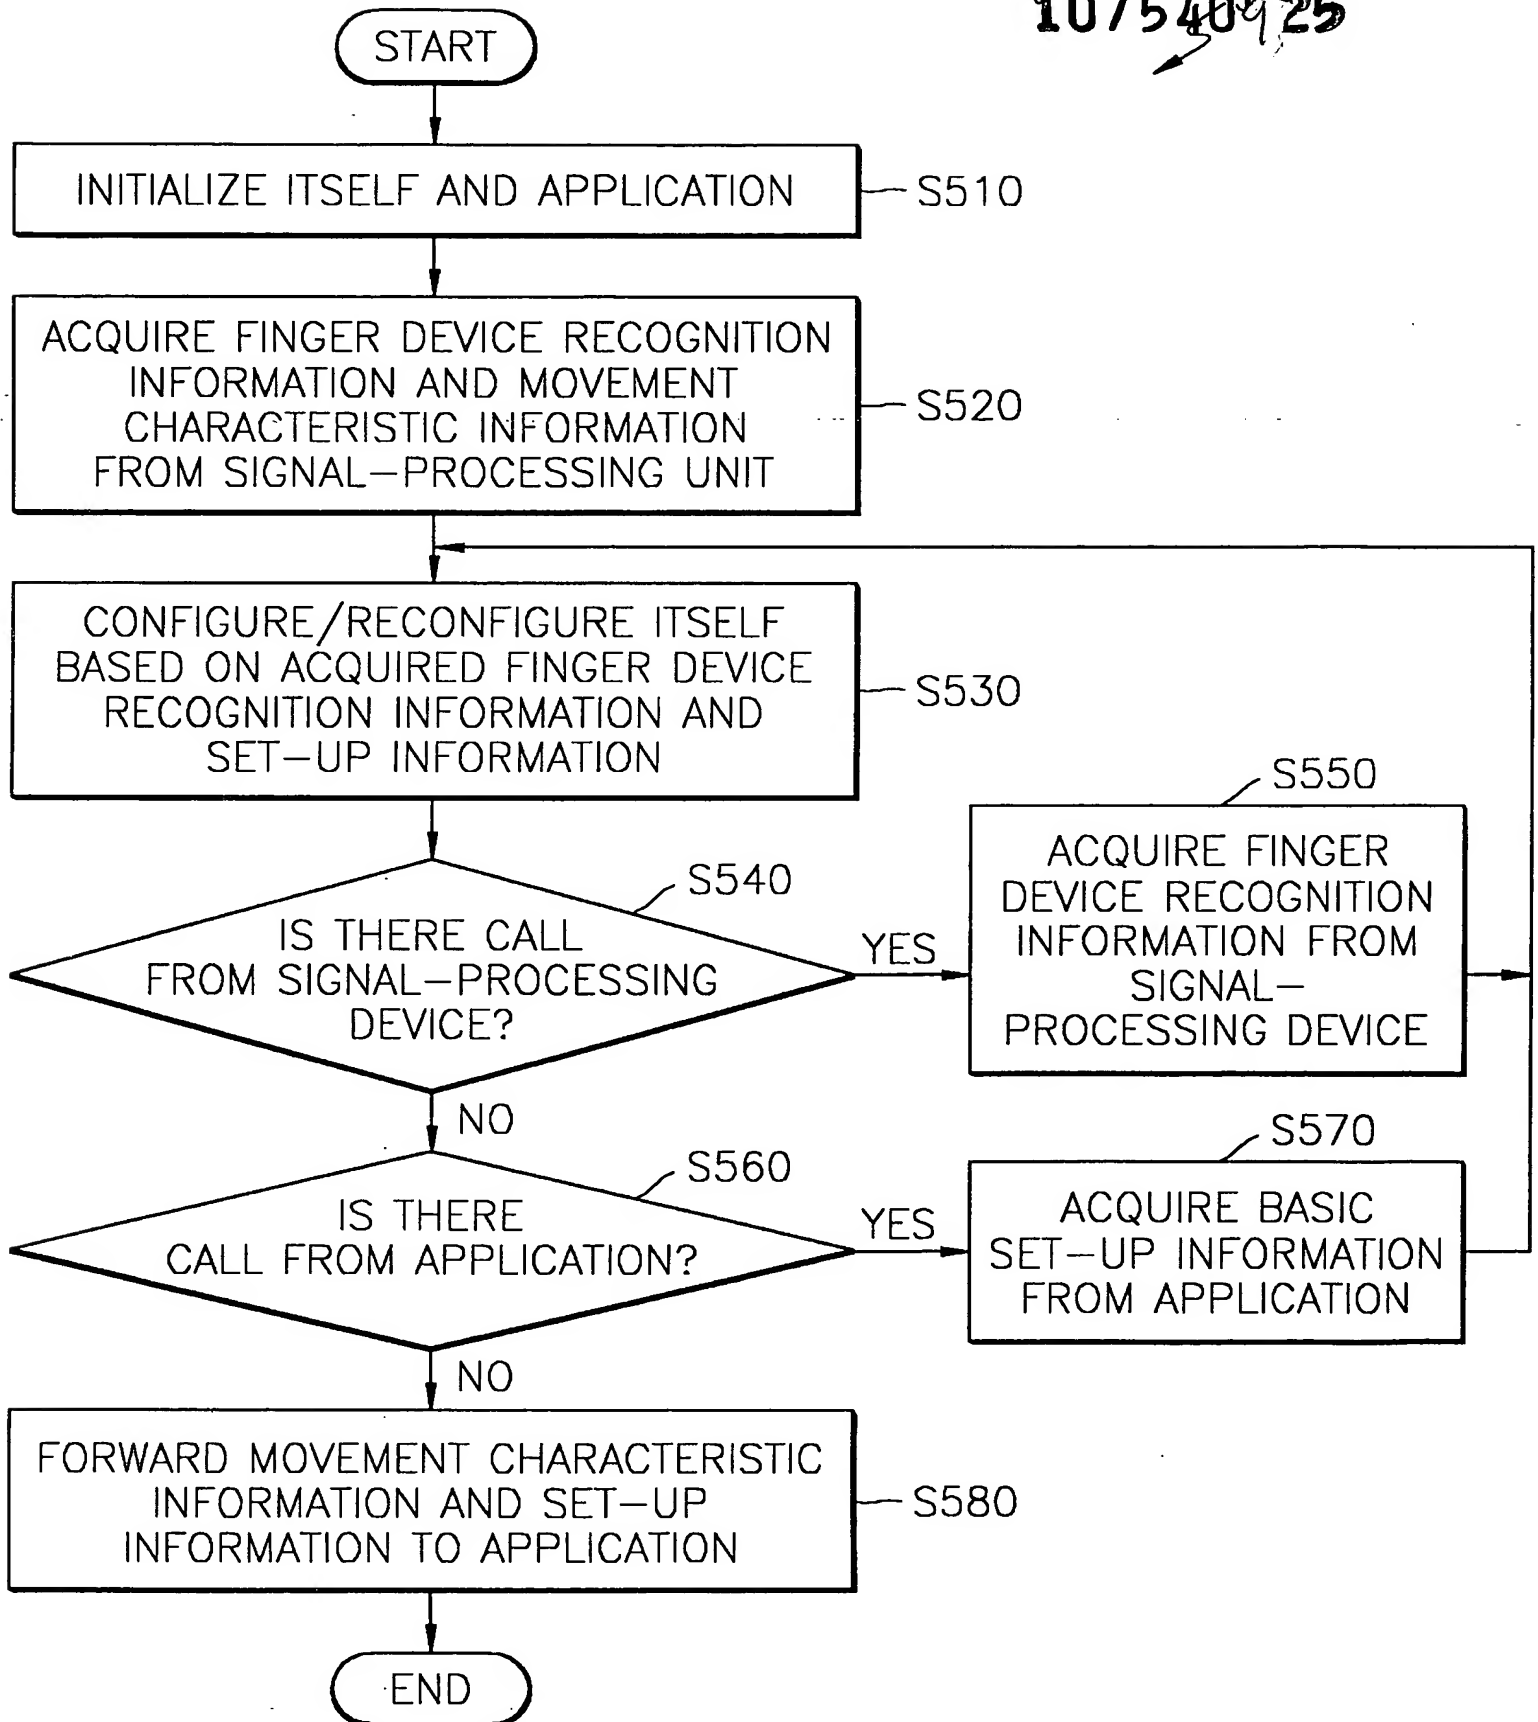 START
INITIALIZE ITSELF AND APPLICATION
S510
ACQUIRE FINGER DEVICE RECOGNITION
INFORMATION AND MOVEMENT
CHARACTERISTIC INFORMATION
FROM SIGNAL–PROCESSING UNIT
S520
CONFIGURE/RECONFIGURE ITSELF
BASED ON ACQUIRED FINGER DEVICE
RECOGNITION INFORMATION AND
SET–UP INFORMATION
S530
S540
IS THERE CALL
FROM SIGNAL–PROCESSING
DEVICE?
YES
S550
ACQUIRE FINGER
DEVICE RECOGNITION
INFORMATION FROM
SIGNAL–
PROCESSING DEVICE
NO
S560
IS THERE
CALL FROM APPLICATION?
YES
S570
ACQUIRE BASIC
SET–UP INFORMATION
FROM APPLICATION
NO
FORWARD MOVEMENT CHARACTERISTIC
INFORMATION AND SET–UP
INFORMATION TO APPLICATION
S580
END